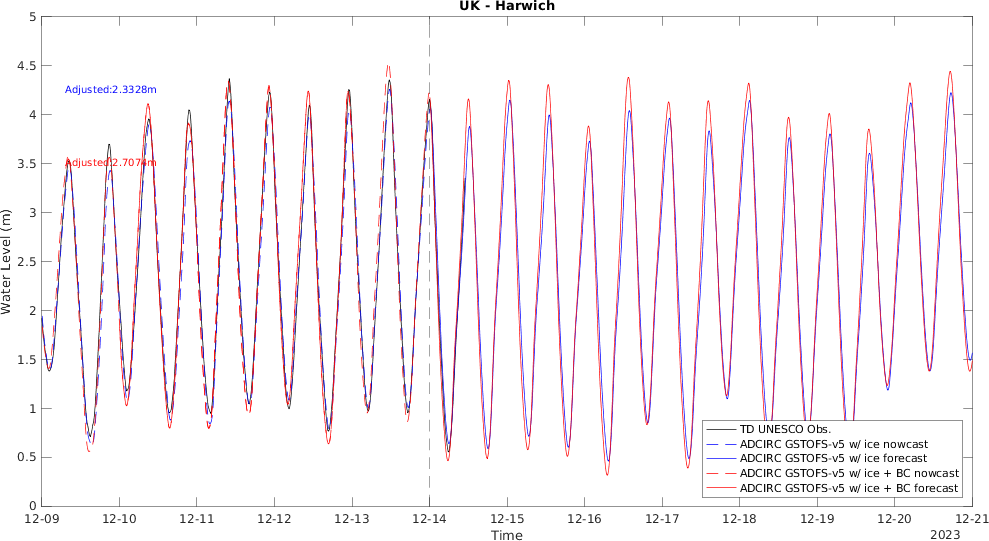 UK - Harwich
5
4.5
4
3.5
3
2.5
2
1.5
1
0.5
0
Water Level (m)
Adjusted:2.3328m
Adjusted:2.7074m
TD UNESCO Obs.
ADCIRC GSTOFS-v5 w/ ice nowcast
ADCIRC GSTOFS-v5 w/ ice forecast
ADCIRC GSTOFS-v5 w/ ice + BC nowcast
ADCIRC GSTOFS-v5 w/ ice + BC forecast
12-09 12-10 12-11 12-12 12-13 12-14 12-15 12-16 12-17 12-18 12-19 12-20 12-21
Time
2023